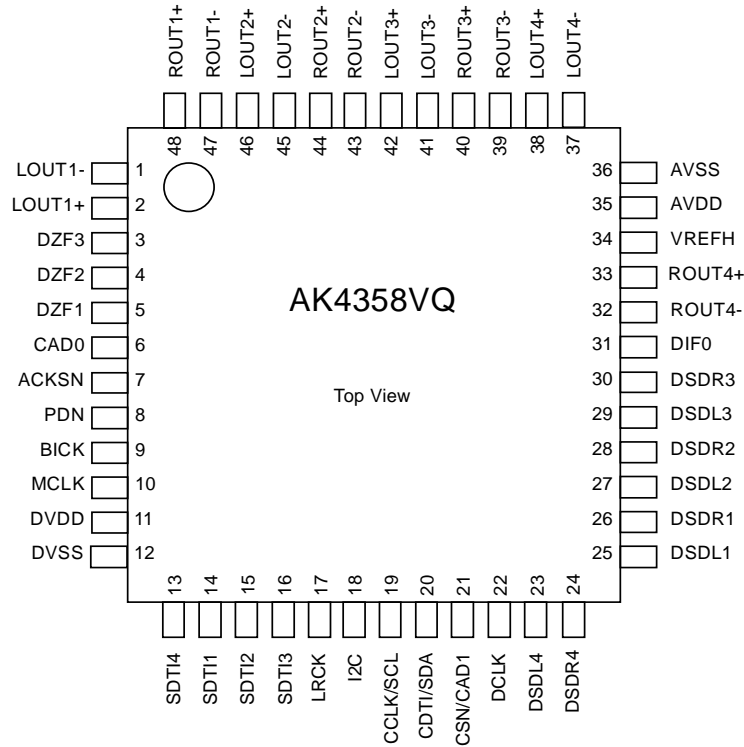 ROUT1+
ROUT1-
LOUT2+
LOUT2-
ROUT2+
ROUT2-
LOUT3+
LOUT3-
ROUT3+
ROUT3-
LOUT4+
LOUT4-
48
47
46
45
44
43
42
41
40
39
38
37
LOUT1- 1
LOUT1+ 2
DZF3 3
DZF2 4
DZF1 5
CAD0 6
ACKSN 7
PDN 8
BICK 9
MCLK 10
DVDD 11
DVSS 12
AK4358VQ
Top View
36 AVSS
35 AVDD
34 VREFH
33 ROUT4+
32 ROUT4-
31 DIF0
30 DSDR3
29 DSDL3
28 DSDR2
27 DSDL2
26 DSDR1
25 DSDL1
13
14
15
16
17
18
19
20
21
22
23
24
SDTI4
SDTI1
SDTI2
SDTI3
LRCK
I2C
CCLK/SCL
CDTI/SDA
CSN/CAD1
DCLK
DSDL4
DSDR4